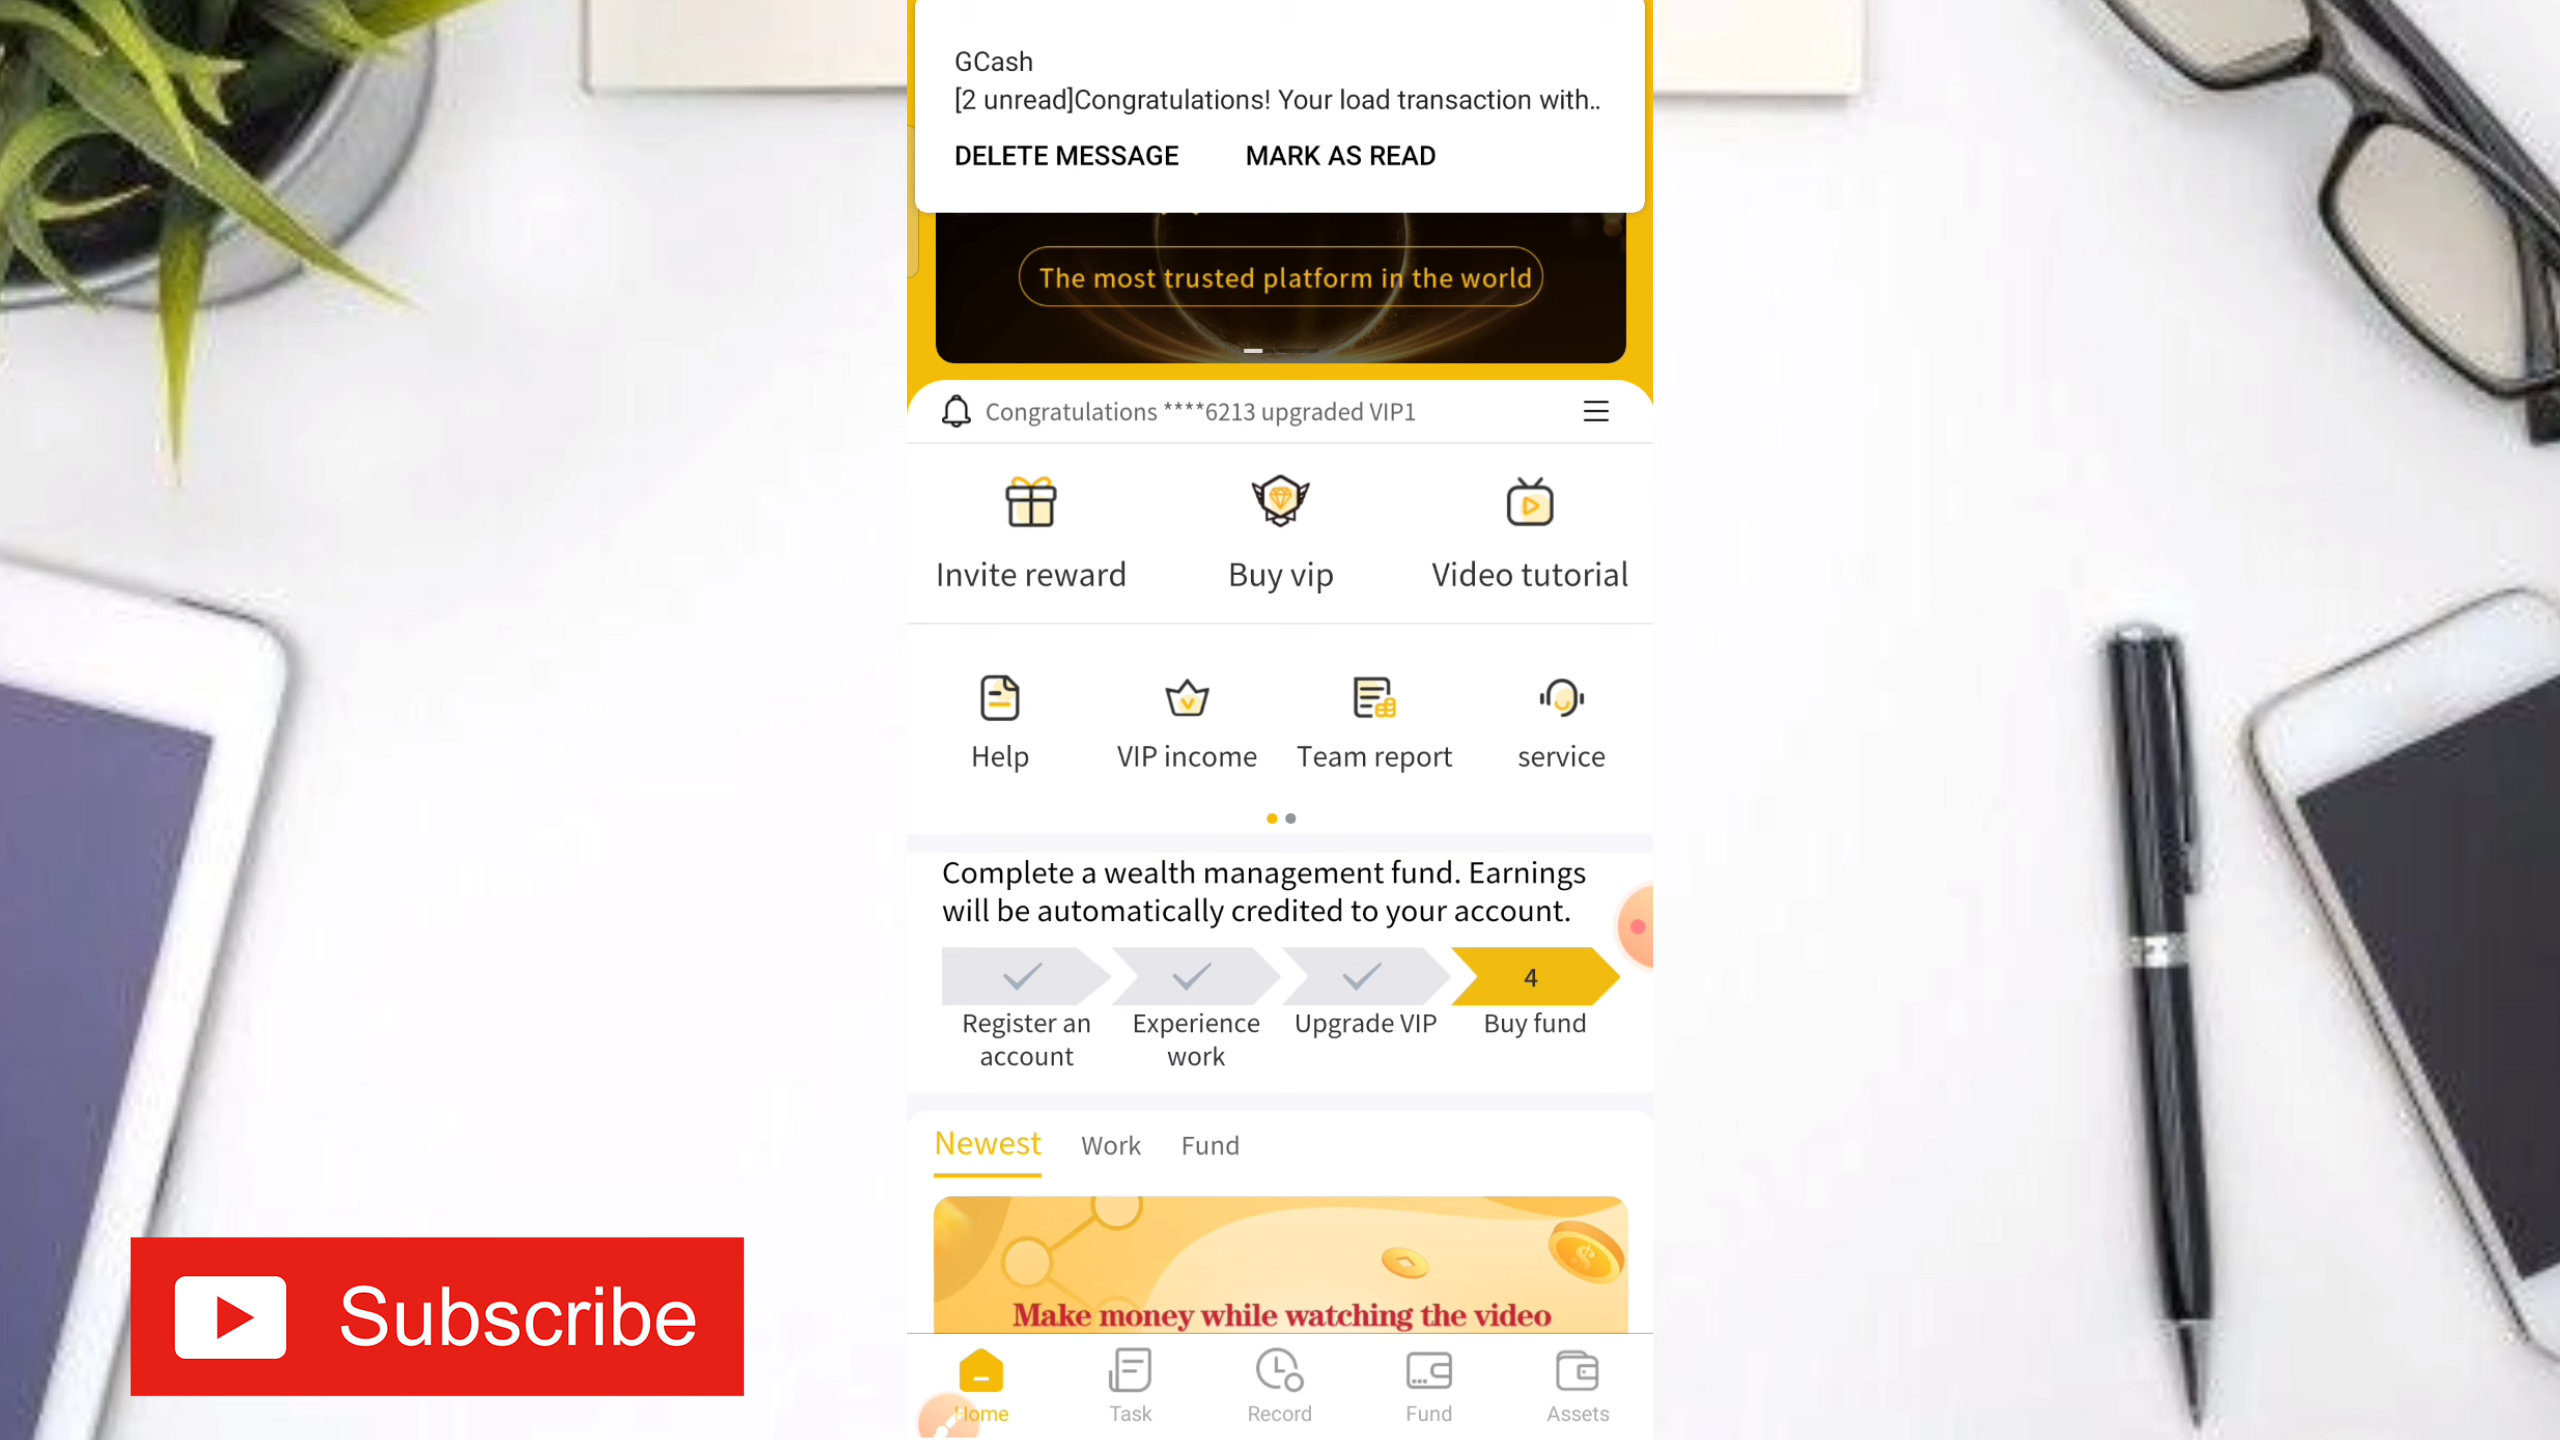 GCash
[2 unread]Congratulations! Your load transaction with..
DELETE MESSAGE MARK AS READ
The most trusted platform in the world
Congratulations ****6213 upgraded VIP1
Invite reward Buy vip Video tutorial
Help VIP income Team report service
Complete a wealth management fund. Earnings
will be automatically credited to your account.
4
Register an Experience Upgrade VIP Buy fund
account work
Newest Work Fund
Make money while watching the video
Subscribe
Home Task Record Fund Assets